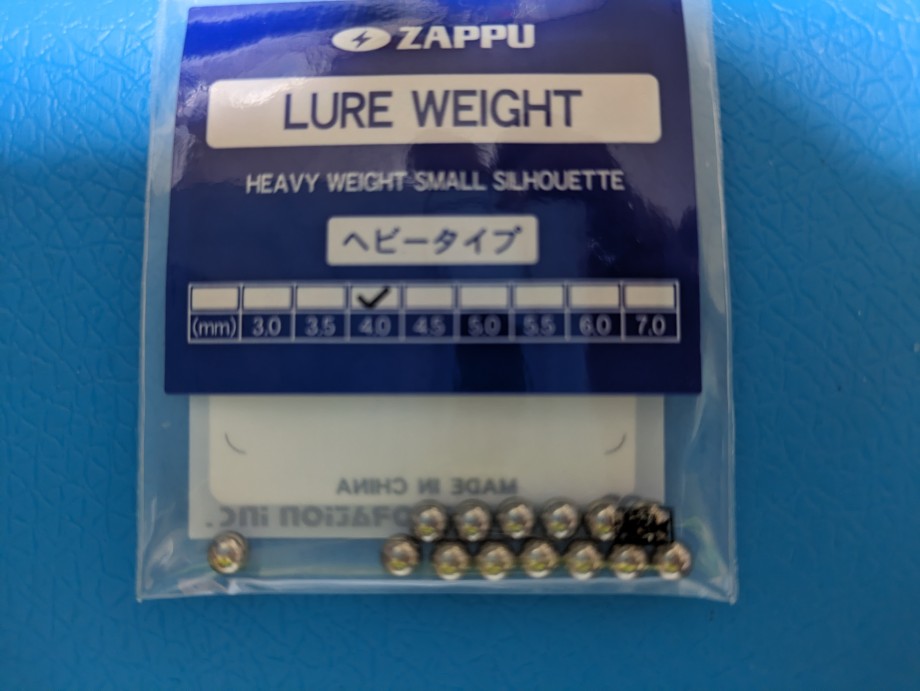 ZAPPU
LURE WEIGHT
HEAVY WEIGHT SMALL SILHOUETTE
ヘビータイプ
(mm) 3.0 3.5 4.0 4.5 5.0 5.5 6.0 7.0
MADE IN CHINA
inc.